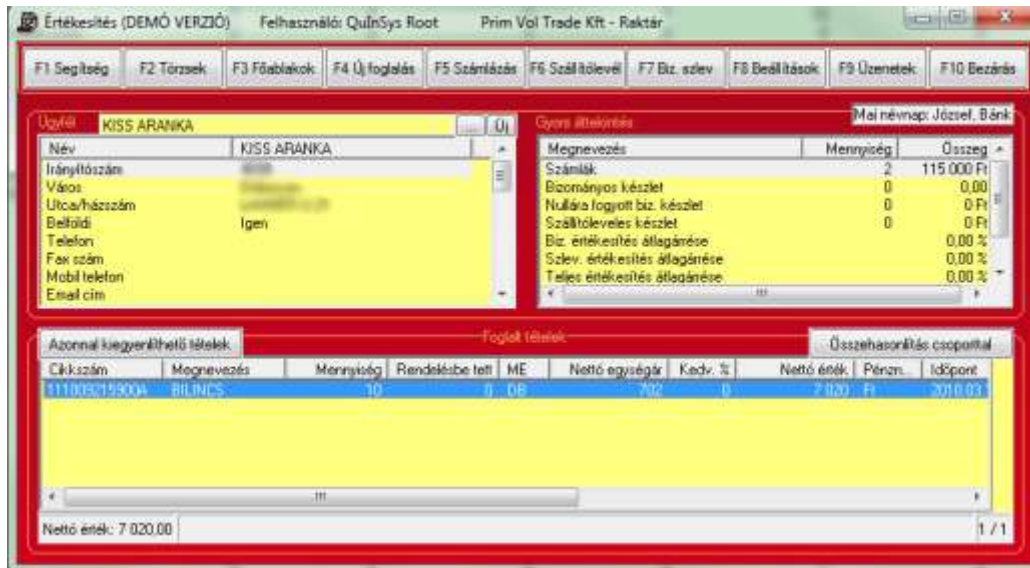 Értékesítés (DEMÓ VERZIÓ) Felhasználó: QuInSys Root Prim Vol Trade Kft - Raktár
F1 Segítség F2 Törzsek F3 Főablakok F4 Új foglalás F5 Számlázás F6 Szállítólevél F7 Biz. szlev F8 Beállítások F9 Üzenetek F10 Bezárás
Mai névnap: József, Bánk
Ügyfél KISS ARANKA ... Új
Gyors áttekintés
Név KISS ARANKA
Irányítószám
Város
Utca/házszám
Belföldi Igen
Telefon
Fax szám
Mobil telefon
Email cím
Megnevezés Mennyiség Összeg
Számlák 2 115 000 Ft
Bizományos készlet 0 0,00
Nullára fogyott biz. készlet 0 0 Ft
Szállítóleveles készlet 0 0 Ft
Biz. értékesítés átlagárrése 0,00 %
Szlev. értékesítés átlagárrése 0,00 %
Teljes értékesítés átlagárrése 0,00 %
Foglalt tételek
Azonnal kiegyenlíthető tételek Összehasonlítás csoporttal
Cikkszám Megnevezés Mennyiség Rendelésbe tett ME Nettó egységár Kedv. % Nettó érték Pénzn... Időpont
111009215900A BILINCS 10 0 DB 702 0 7 020 Ft 2010.03.
Nettó érték: 7 020,00 1 / 1